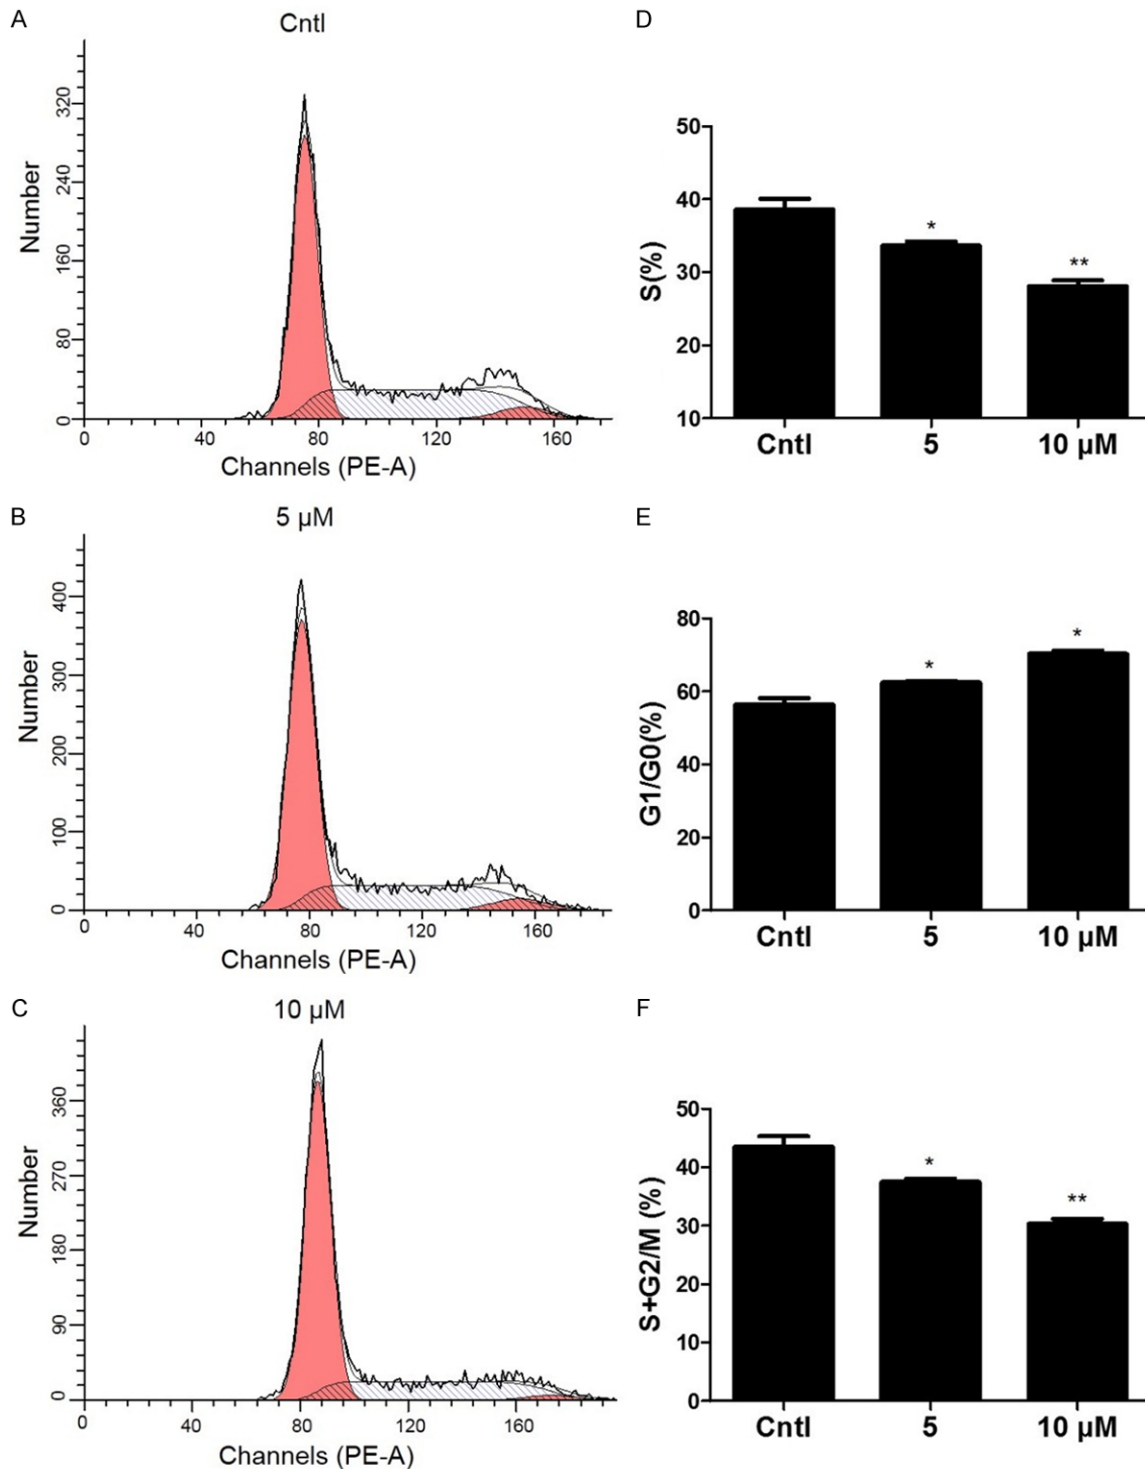 A
Cntl
Number
320
240
160
80
0
0 40 80 120 160
Channels (PE-A)
D
S(%)
50
40
30
20
10
*
**
Cntl 5 10 µM
B
5 µM
Number
400
300
200
100
0
0 40 80 120 160
Channels (PE-A)
E
G1/G0(%)
80
60
40
20
0
*
*
Cntl 5 10 µM
C
10 µM
Number
360
270
180
90
0
0 40 80 120 160
Channels (PE-A)
F
S+G2/M (%)
50
40
30
20
10
0
*
**
Cntl 5 10 µM